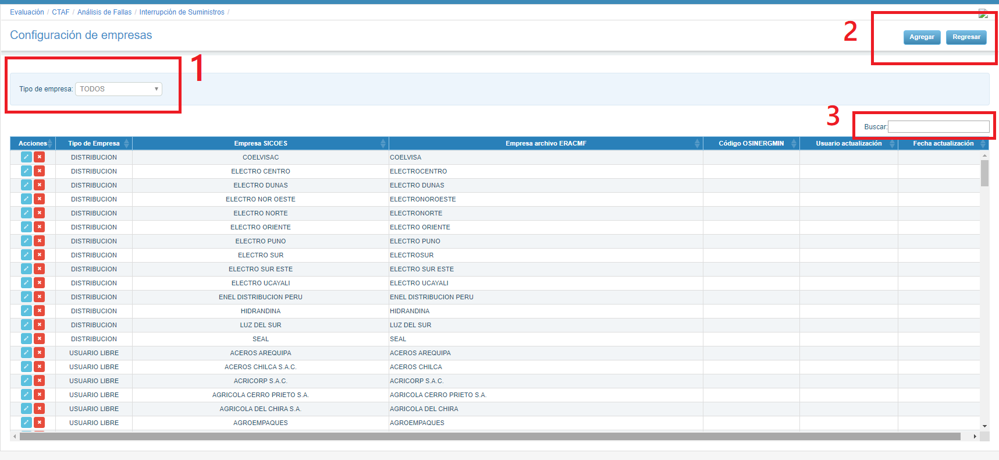 Evaluación / CTAF / Análisis de Fallas / Interrupción de Suministros /
Configuración de empresas
2
Agregar Regresar
1
Tipo de empresa: TODOS
3
Buscar:
Acciones Tipo de Empresa Empresa SICOES Empresa archivo ERACMF Código OSINERGMIN Usuario actualización Fecha actualización
DISTRIBUCION COELVISAC COELVISA
DISTRIBUCION ELECTRO CENTRO ELECTROCENTRO
DISTRIBUCION ELECTRO DUNAS ELECTRO DUNAS
DISTRIBUCION ELECTRO NOR OESTE ELECTRONOROESTE
DISTRIBUCION ELECTRO NORTE ELECTRONORTE
DISTRIBUCION ELECTRO ORIENTE ELECTRO ORIENTE
DISTRIBUCION ELECTRO PUNO ELECTRO PUNO
DISTRIBUCION ELECTRO SUR ELECTROSUR
DISTRIBUCION ELECTRO SUR ESTE ELECTRO SUR ESTE
DISTRIBUCION ELECTRO UCAYALI ELECTRO UCAYALI
DISTRIBUCION ENEL DISTRIBUCION PERU ENEL DISTRIBUCION PERU
DISTRIBUCION HIDRANDINA HIDRANDINA
DISTRIBUCION LUZ DEL SUR LUZ DEL SUR
DISTRIBUCION SEAL SEAL
USUARIO LIBRE ACEROS AREQUIPA ACEROS AREQUIPA
USUARIO LIBRE ACEROS CHILCA S.A.C. ACEROS CHILCA
USUARIO LIBRE ACRICORP S.A.C. ACRICORP S.A.C.
USUARIO LIBRE AGRICOLA CERRO PRIETO S.A. AGRICOLA CERRO PRIETO S.A.
USUARIO LIBRE AGRICOLA DEL CHIRA S.A. AGRICOLA DEL CHIRA
USUARIO LIBRE AGROEMPAQUES AGROEMPAQUES